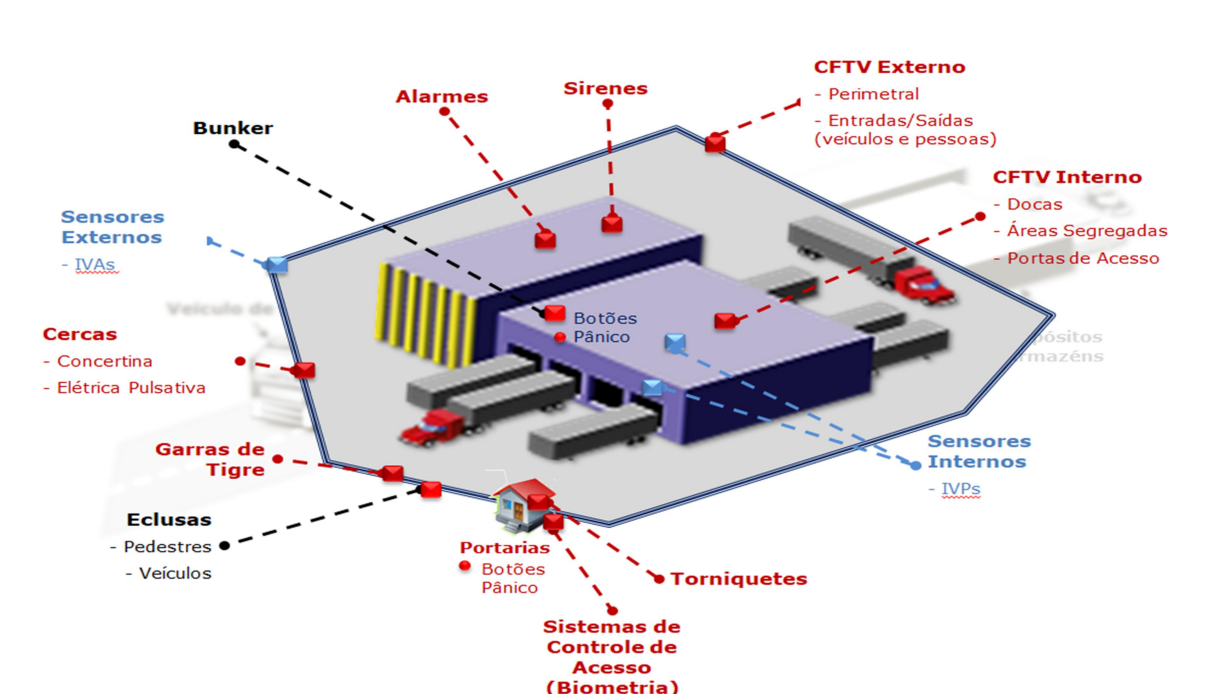 CFTV Externo
- Perimetral
- Entradas/Saídas
(veículos e pessoas)
Sirenes
Alarmes
Bunker
CFTV Interno
- Docas
- Áreas Segregadas
- Portas de Acesso
Sensores
Externos
- IVAs
Veículo de
Botões
Pânico
Cercas
- Concertina
- Elétrica Pulsativa
Garras de
Tigre
Sensores
Internos
- IVPs
Eclusas
- Pedestres
- Veículos
Portarias
Botões
Pânico
Torniquetes
Sistemas de
Controle de
Acesso
(Biometria)